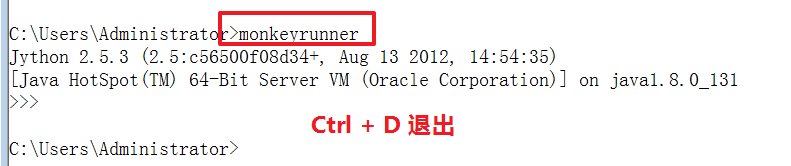 C:\Users\Administrator>monkeyrunner
Jython 2.5.3 (2.5:c56500f08d34+, Aug 13 2012, 14:54:35)
[Java HotSpot(TM) 64-Bit Server VM (Oracle Corporation)] on java1.8.0_131
>>>
Ctrl + D 退出
C:\Users\Administrator>